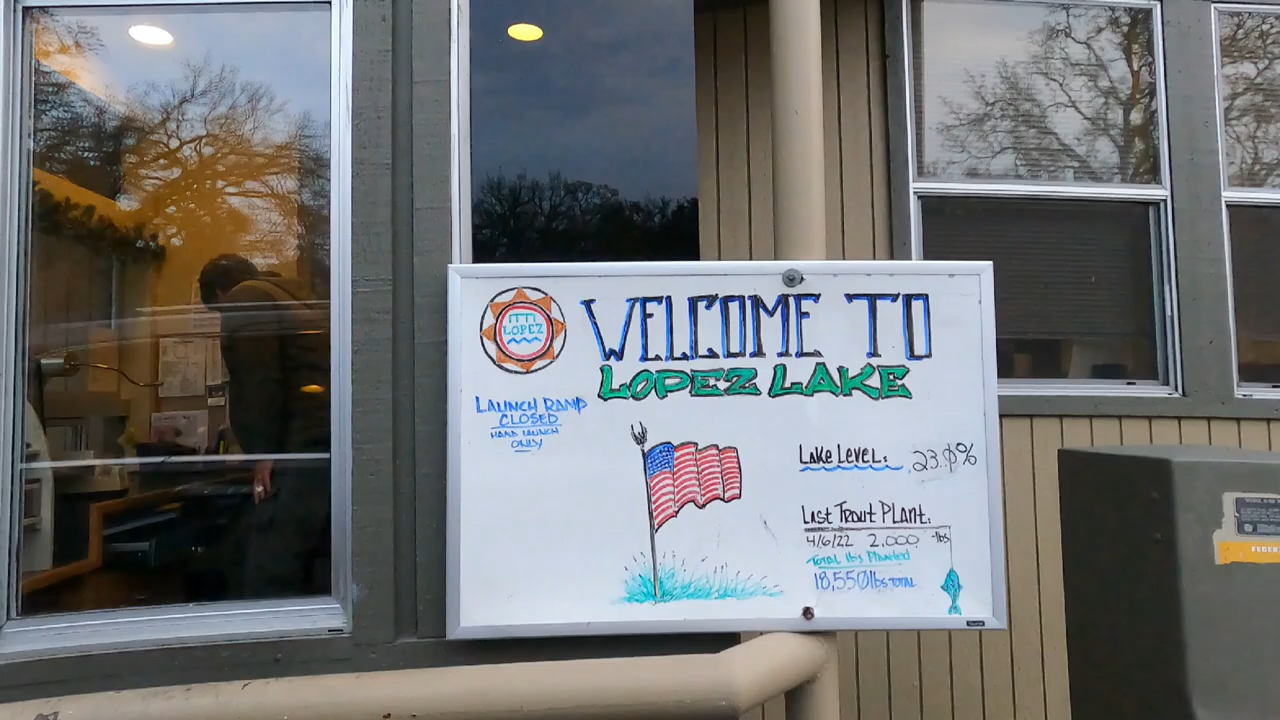 LOPEZ
WELCOME TO
LOPEZ LAKE
LAUNCH RAMP
CLOSED
HAND LAUNCH
ONLY
LAKE LEVEL: 23.0%
LAST TROUT PLANT:
4/6/22 2,000 -lbs
TOTAL lbs Planted
18,550 lbs TOTAL